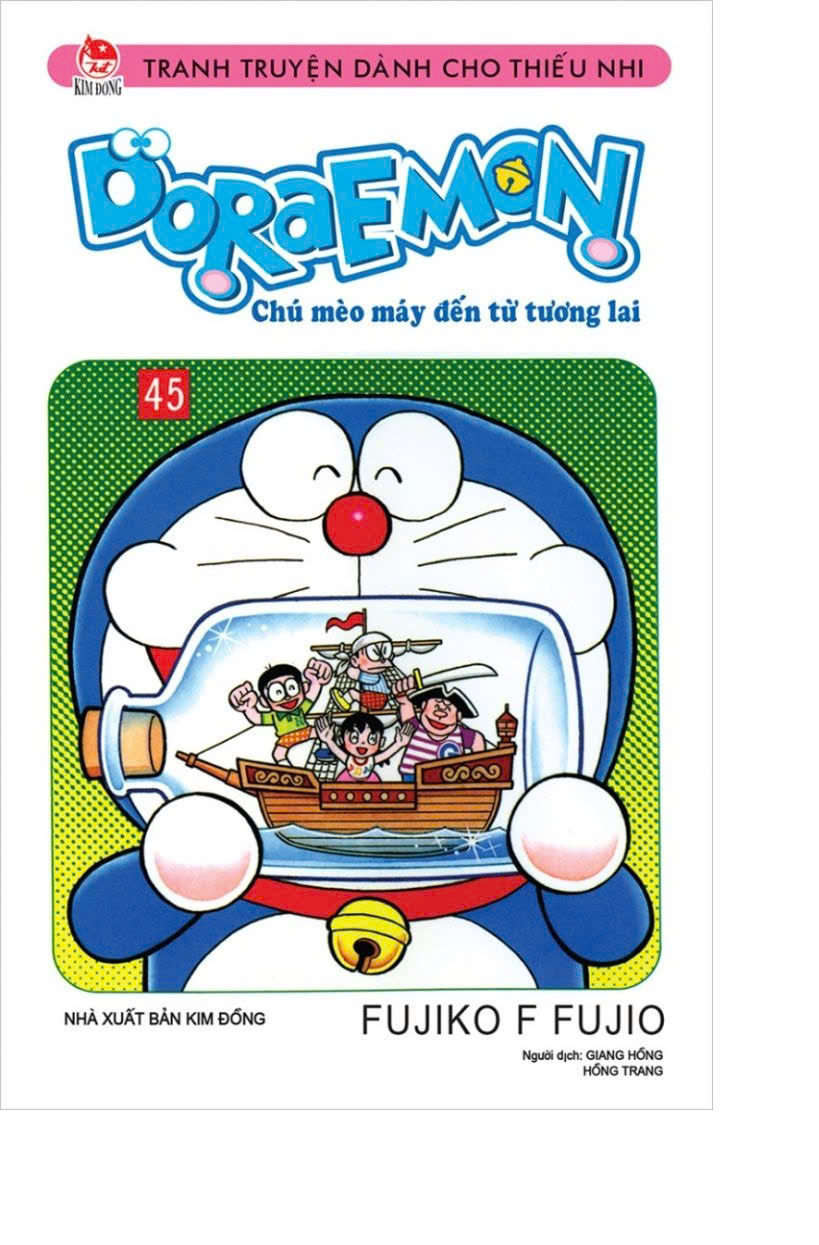 KIM ĐỒNG
TRANH TRUYỆN DÀNH CHO THIẾU NHI
DORAEMON
Chú mèo máy đến từ tương lai
45
G
NHÀ XUẤT BẢN KIM ĐỒNG
FUJIKO F FUJIO
Người dịch: GIANG HỒNG
HỒNG TRANG